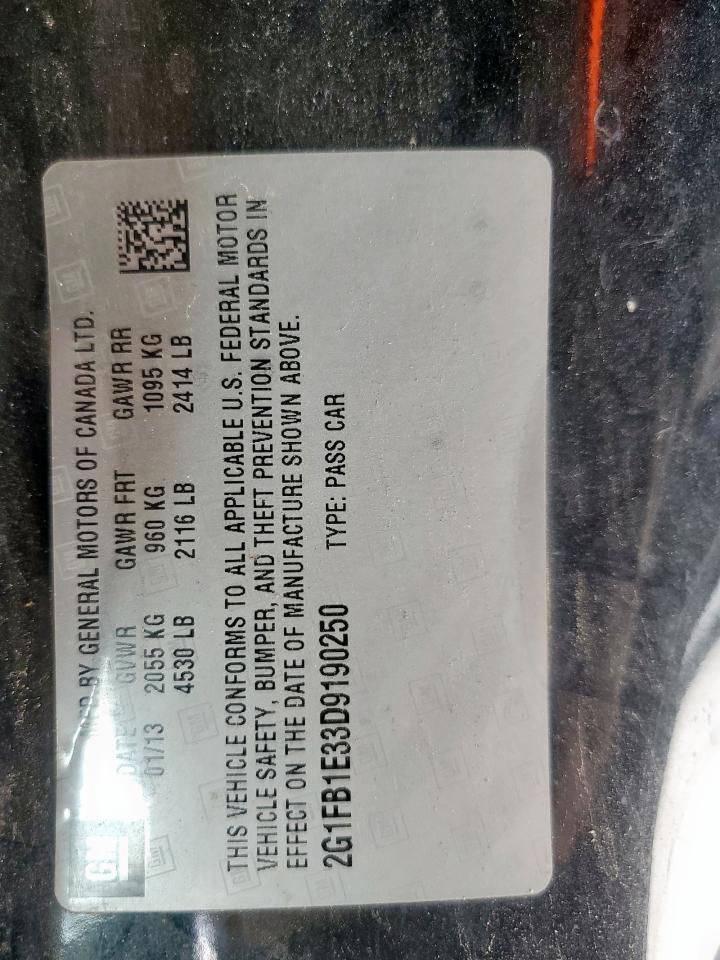 GM
MFD BY GENERAL MOTORS OF CANADA LTD.
DATE GVWR GAWR FRT GAWR RR
01/13 2055 KG 960 KG 1095 KG
4530 LB 2116 LB 2414 LB
THIS VEHICLE CONFORMS TO ALL APPLICABLE U.S. FEDERAL MOTOR
VEHICLE SAFETY, BUMPER, AND THEFT PREVENTION STANDARDS IN
EFFECT ON THE DATE OF MANUFACTURE SHOWN ABOVE.
2G1FB1E33D9190250 TYPE: PASS CAR